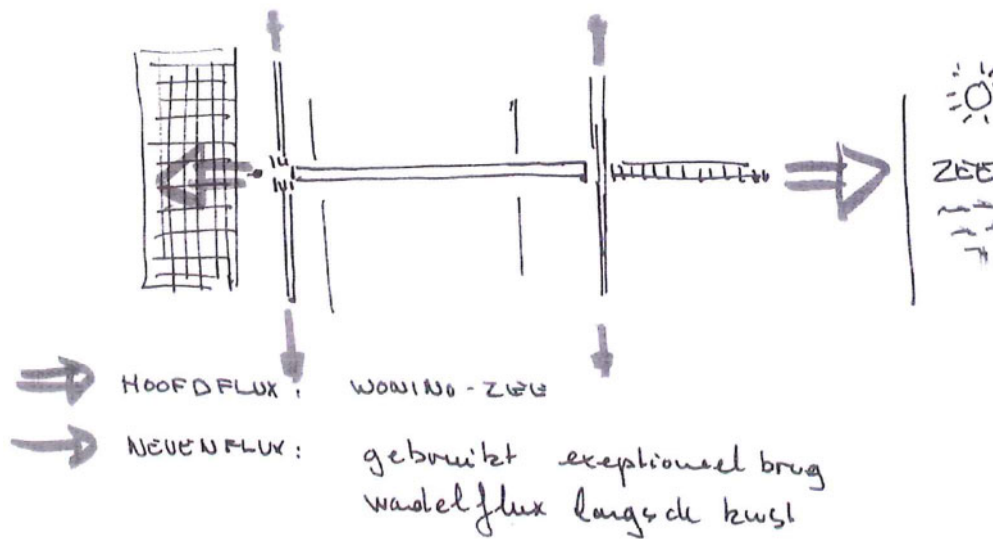 ZEE
HOOFDFLUX: WONING-ZEE
NEVENFLUX: gebruikt exeptioneel brug
wandelflux langs de kust